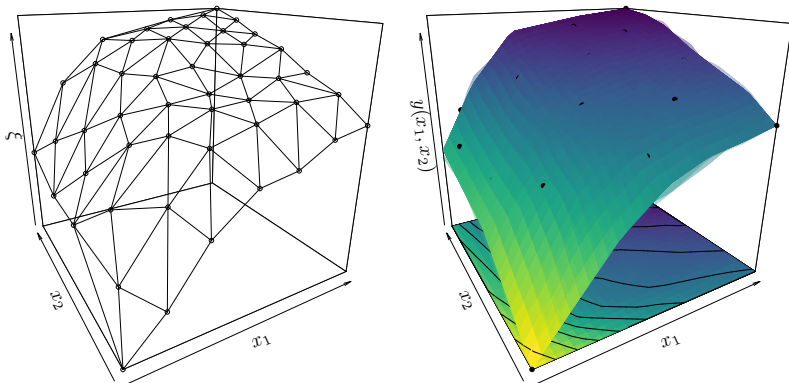 ζ
x₂
x₁
y(x₁, x₂)
x₂
x₁